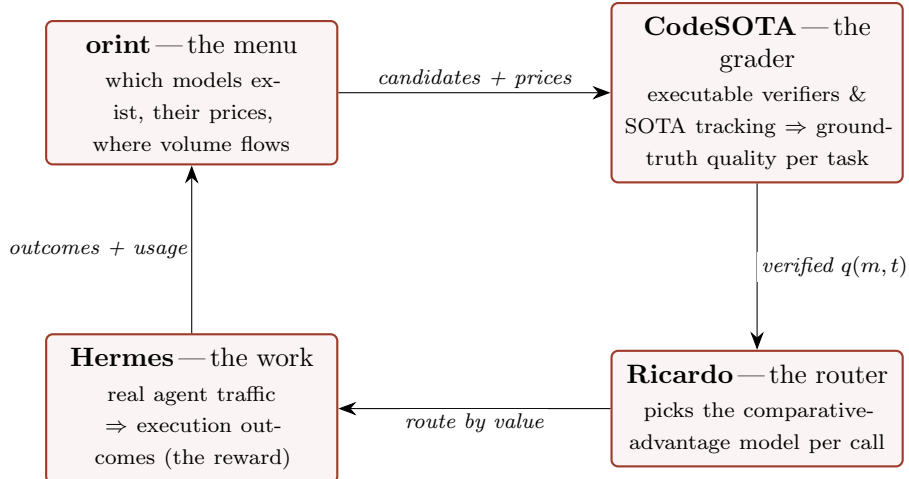 orint — the menu
which models ex-
ist, their prices,
where volume flows
candidates + prices
CodeSOTA — the
grader
executable verifiers &
SOTA tracking ⇒ ground-
truth quality per task
outcomes + usage
verified q(m, t)
Hermes — the work
real agent traffic
⇒ execution out-
comes (the reward)
route by value
Ricardo — the router
picks the comparative-
advantage model per call